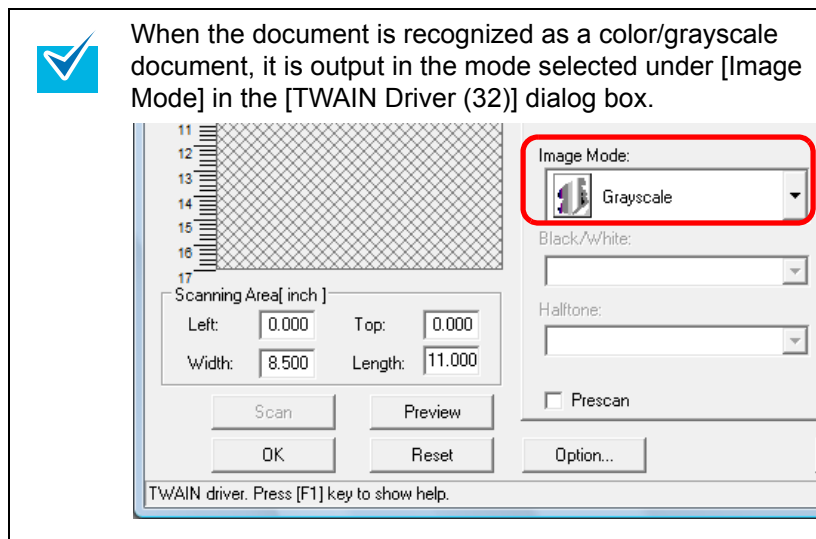 When the document is recognized as a color/grayscale
document, it is output in the mode selected under [Image
Mode] in the [TWAIN Driver (32)] dialog box.
11
12
13
14
15
16
17
Image Mode:
Grayscale
Black/White:
Halftone:
Prescan
Scanning Area[ inch ]
Left: 0.000 Top: 0.000
Width: 8.500 Length: 11.000
Scan Preview
OK Reset Option...
TWAIN driver. Press [F1] key to show help.